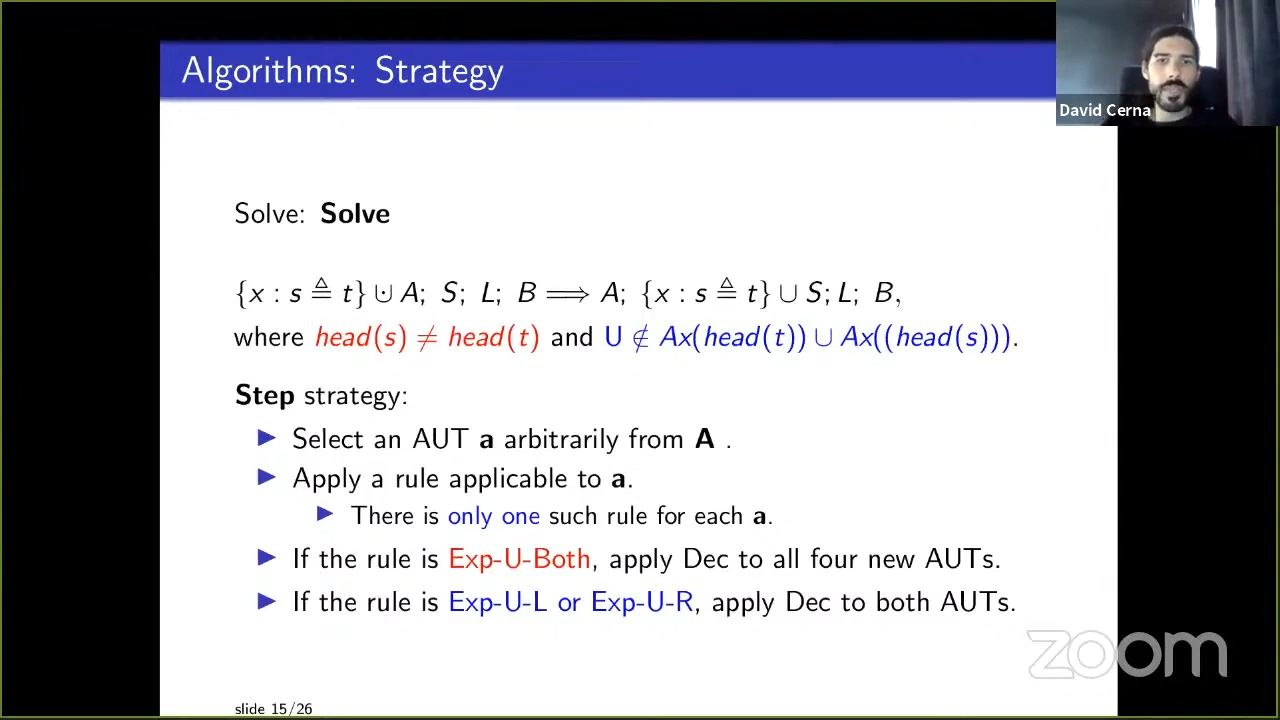 Algorithms: Strategy
David Cerna
Solve: Solve
{x : s ≜ t} ⊍ A; S; L; B ⟹ A; {x : s ≜ t} ∪ S; L; B,
where head(s) ≠ head(t) and U ∉ Ax(head(t)) ∪ Ax((head(s))).
Step strategy:
▶ Select an AUT a arbitrarily from A .
▶ Apply a rule applicable to a.
▶ There is only one such rule for each a.
▶ If the rule is Exp-U-Both, apply Dec to all four new AUTs.
▶ If the rule is Exp-U-L or Exp-U-R, apply Dec to both AUTs.
zoom
slide 15/26